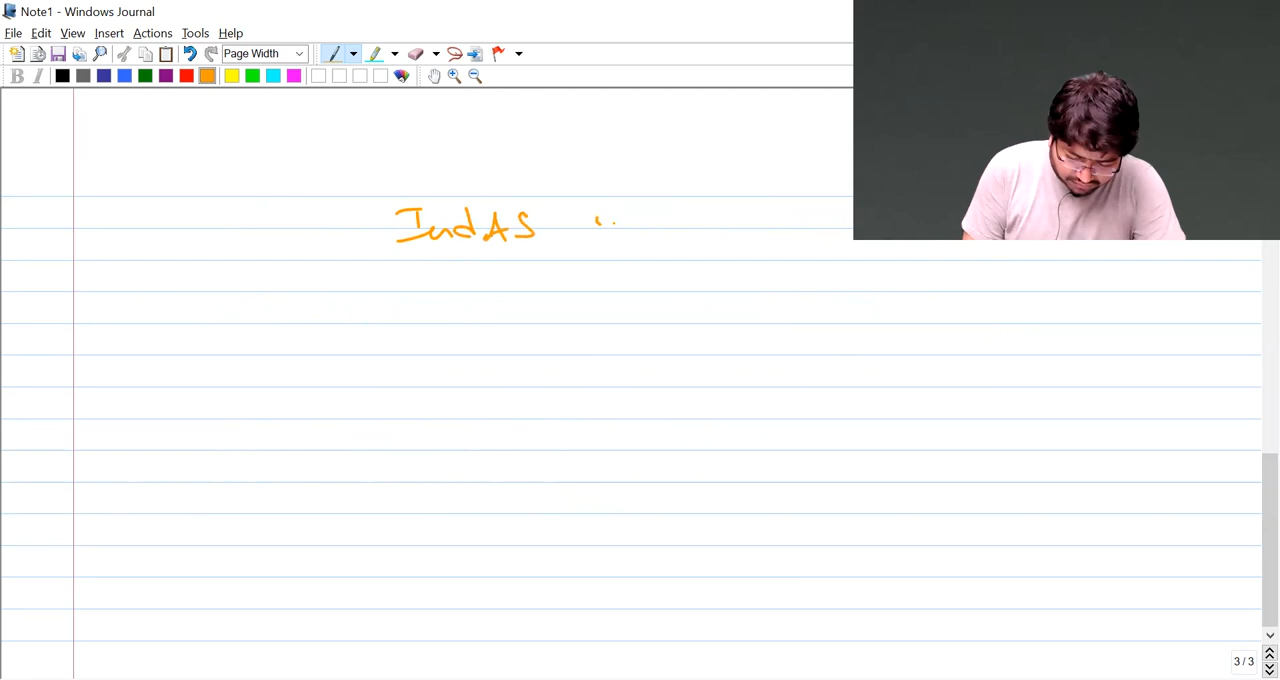 Note1 - Windows Journal
File Edit View Insert Actions Tools Help
Page Width
B I
IndAS
3 / 3